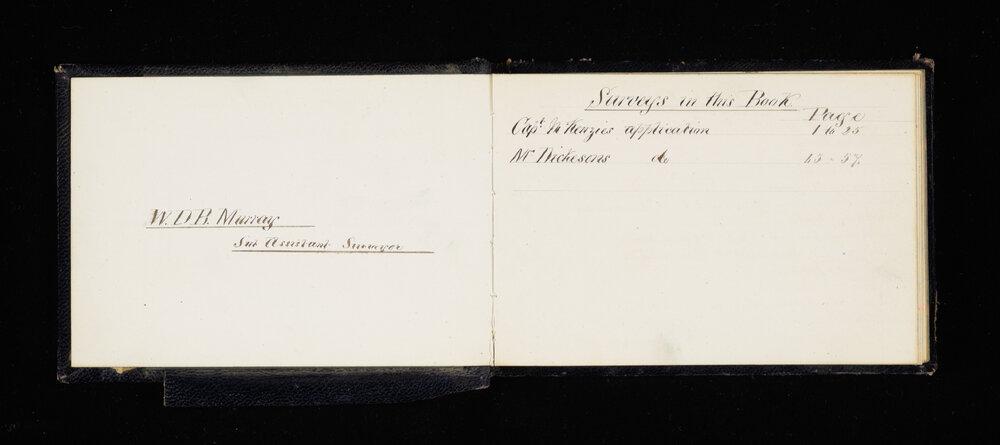 W. D. B. Murray
Sub Assistant Surveyor
Surveys in this Book
Page
Capt McKenzies application 1 to 25
Mr Dickesons do - 57